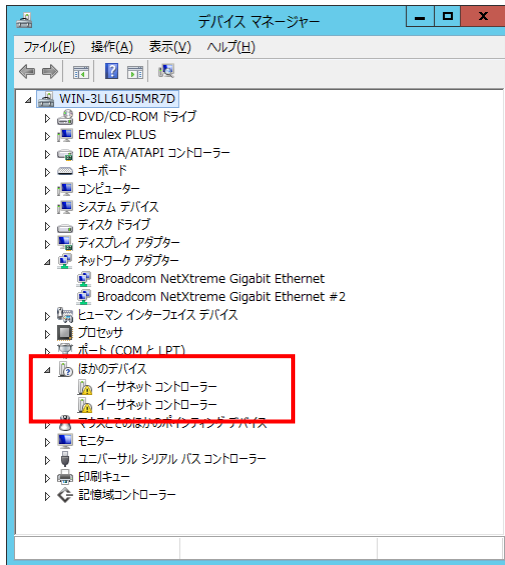 デバイス マネージャー
ファイル(F) 操作(A) 表示(V) ヘルプ(H)
WIN-3LL61U5MR7D
DVD/CD-ROM ドライブ
Emulex PLUS
IDE ATA/ATAPI コントローラー
キーボード
コンピューター
システム デバイス
ディスク ドライブ
ディスプレイ アダプター
ネットワーク アダプター
Broadcom NetXtreme Gigabit Ethernet
Broadcom NetXtreme Gigabit Ethernet #2
ヒューマン インターフェイス デバイス
プロセッサ
ポート (COM と LPT)
ほかのデバイス
イーサネット コントローラー
イーサネット コントローラー
マウスとそのほかのポインティング デバイス
モニター
ユニバーサル シリアル バス コントローラー
印刷キュー
記憶域コントローラー